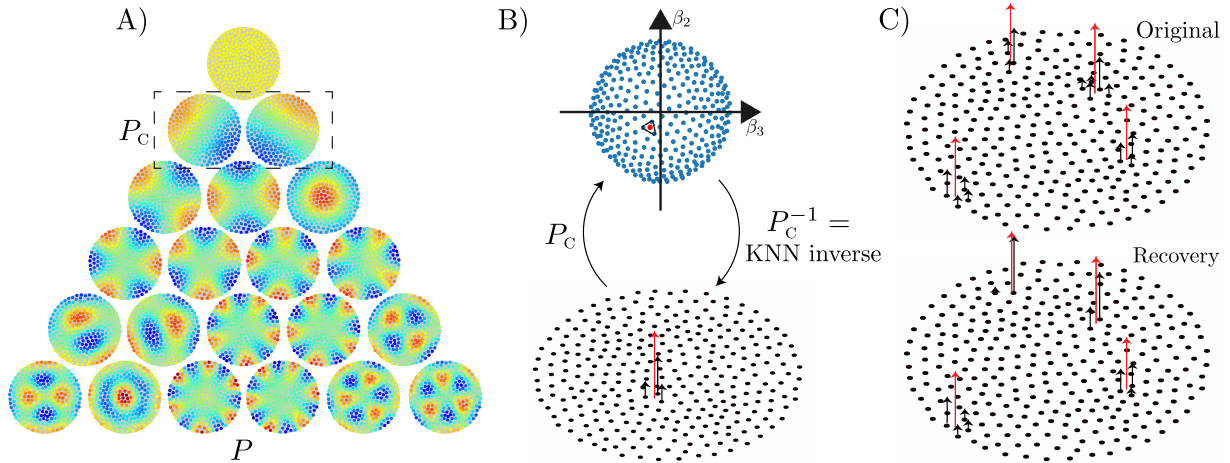 A)
P_C
P
B)
β₂
β₃
P_C
P_C⁻¹ =
KNN inverse
C)
Original
Recovery